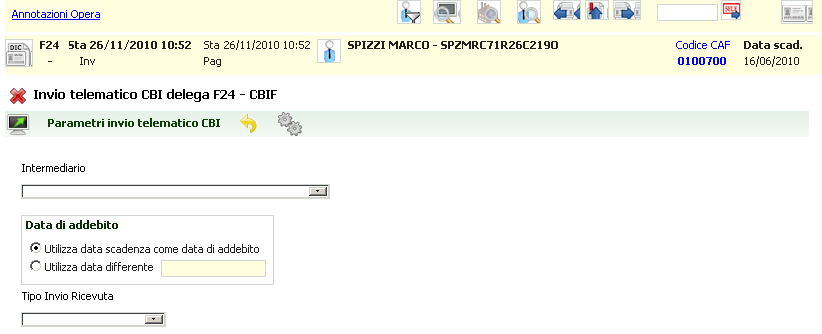 Annotazioni Opera
SELF
DIC F24 Sta 26/11/2010 10:52 Sta 26/11/2010 10:52 SPIZZI MARCO - SPZMRC71R26C219O Codice CAF Data scad.
- Inv Pag 0100700 16/06/2010
Invio telematico CBI delega F24 - CBIF
Parametri invio telematico CBI
Intermediario
Data di addebito
Utilizza data scadenza come data di addebito
Utilizza data differente
Tipo Invio Ricevuta